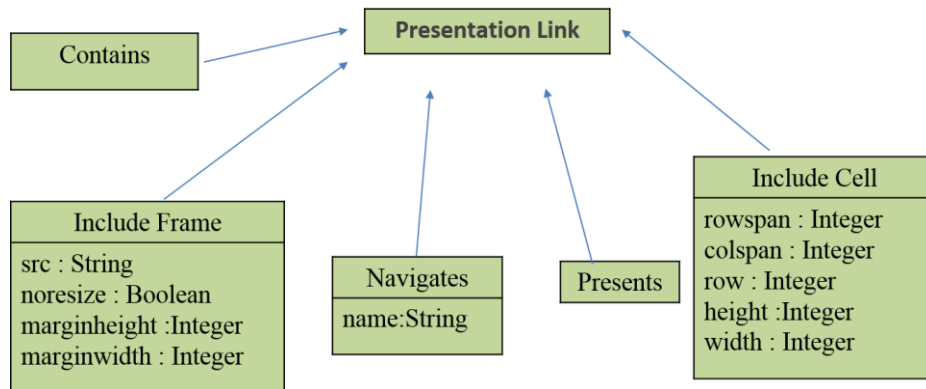 Presentation Link
Contains
Include Frame
src : String
noresize : Boolean
marginheight :Integer
marginwidth : Integer
Navigates
name:String
Presents
Include Cell
rowspan : Integer
colspan : Integer
row : Integer
height :Integer
width : Integer